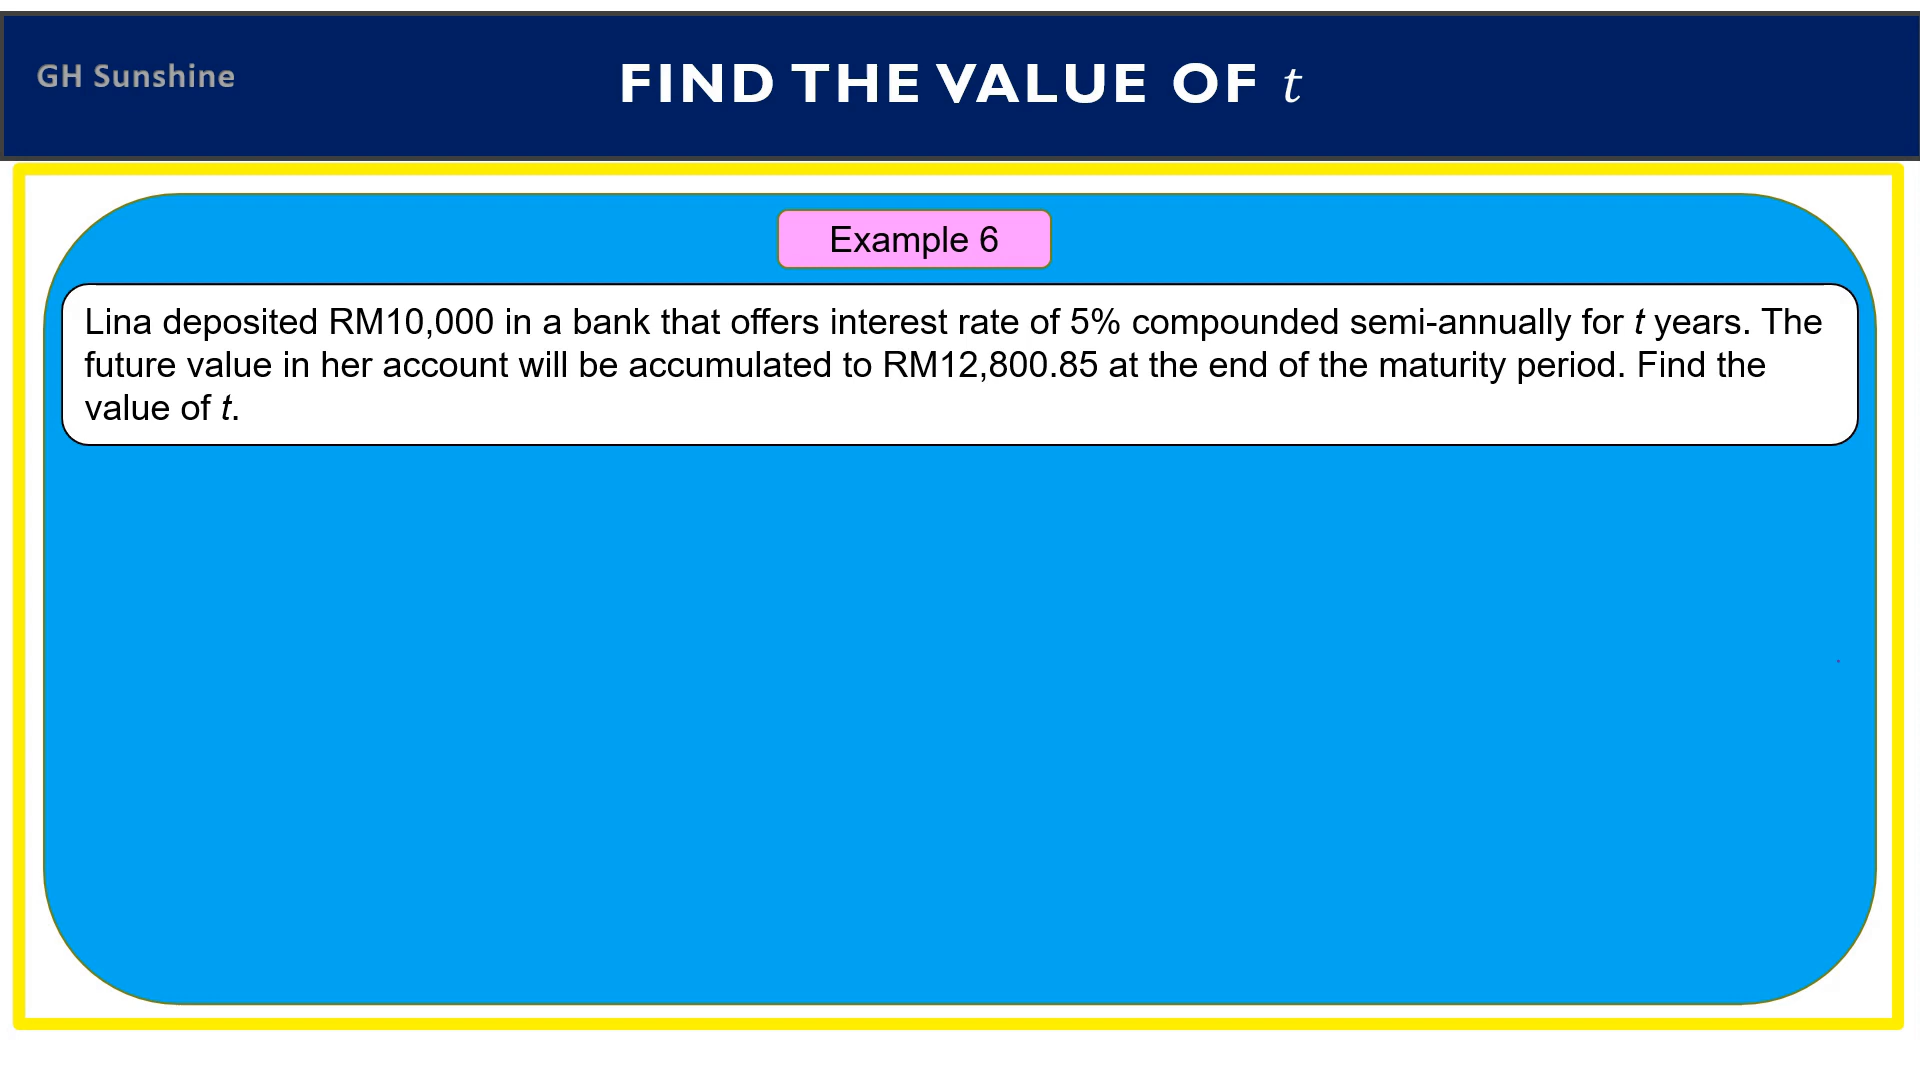 GH Sunshine
FIND THE VALUE OF t
Example 6
Lina deposited RM10,000 in a bank that offers interest rate of 5% compounded semi-annually for t years. The
future value in her account will be accumulated to RM12,800.85 at the end of the maturity period. Find the
value of t.